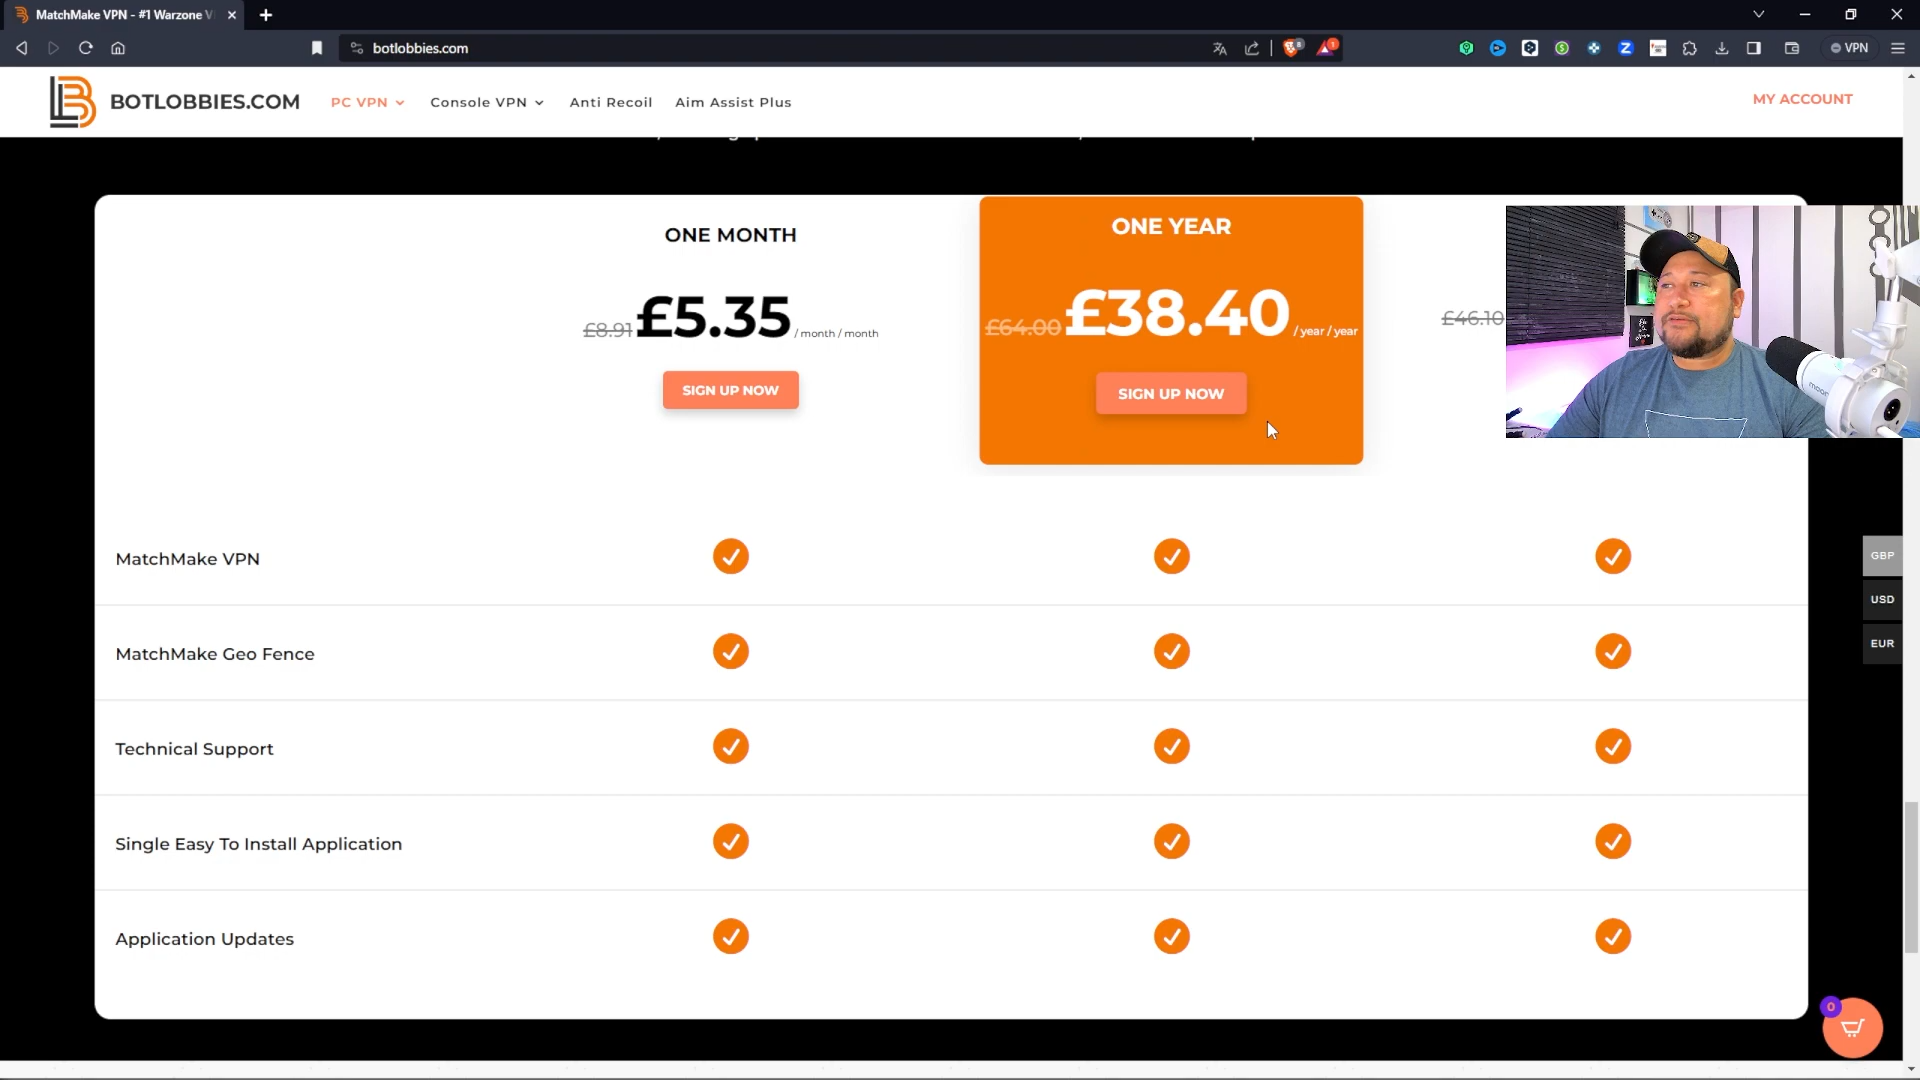 MatchMake VPN - #1 Warzone V
botlobbies.com
VPN
BOTLOBBIES.COM
PC VPN
Console VPN
Anti Recoil
Aim Assist Plus
MY ACCOUNT
ONE MONTH
£8.91 £5.35 / month / month
SIGN UP NOW
ONE YEAR
£64.00 £38.40 / year / year
SIGN UP NOW
£46.10
MatchMake VPN
MatchMake Geo Fence
Technical Support
Single Easy To Install Application
Application Updates
GBP
USD
EUR
0